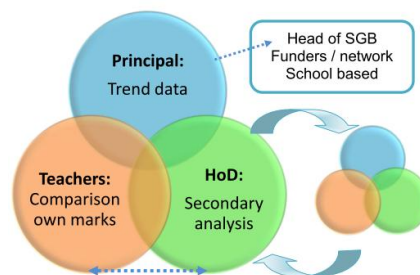 Principal:
Trend data
Head of SGB
Funders / network
School based
Teachers:
Comparison
own marks
HoD:
Secondary
analysis